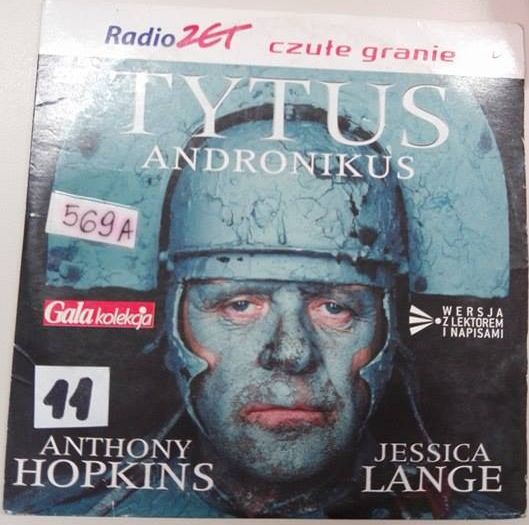 Radio ZET czułe granie
TYTUS
ANDRONIKUS
569A
Gala kolekcja
WERSJA
Z LEKTOREM
I NAPISAMI
11
ANTHONY
HOPKINS
JESSICA
LANGE